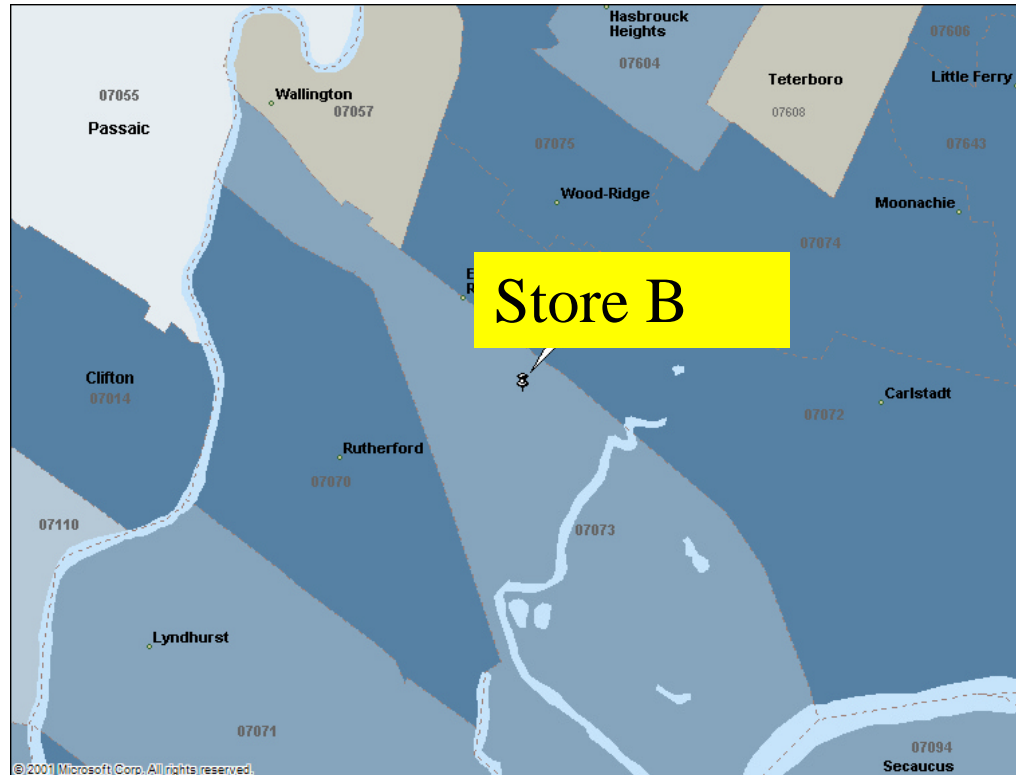 Hasbrouck
Heights
07604
07606
Little Ferry
Teterboro
07608
07055
Passaic
Wallington
07057
07075
07643
Wood-Ridge
Moonachie
07074
E
R
Store B
Clifton
07014
Carlstadt
07072
Rutherford
07070
07110
07073
Lyndhurst
07071
07094
Secaucus
© 2001 Microsoft Corp. All rights reserved.